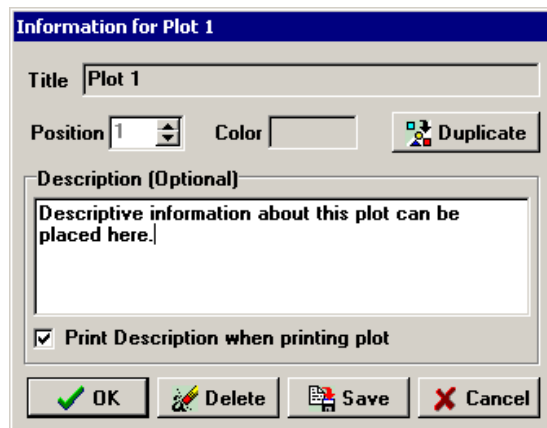 Information for Plot 1
Title Plot 1
Position 1 Color Duplicate
Description (Optional)
Descriptive information about this plot can be
placed here.
Print Description when printing plot
OK Delete Save Cancel